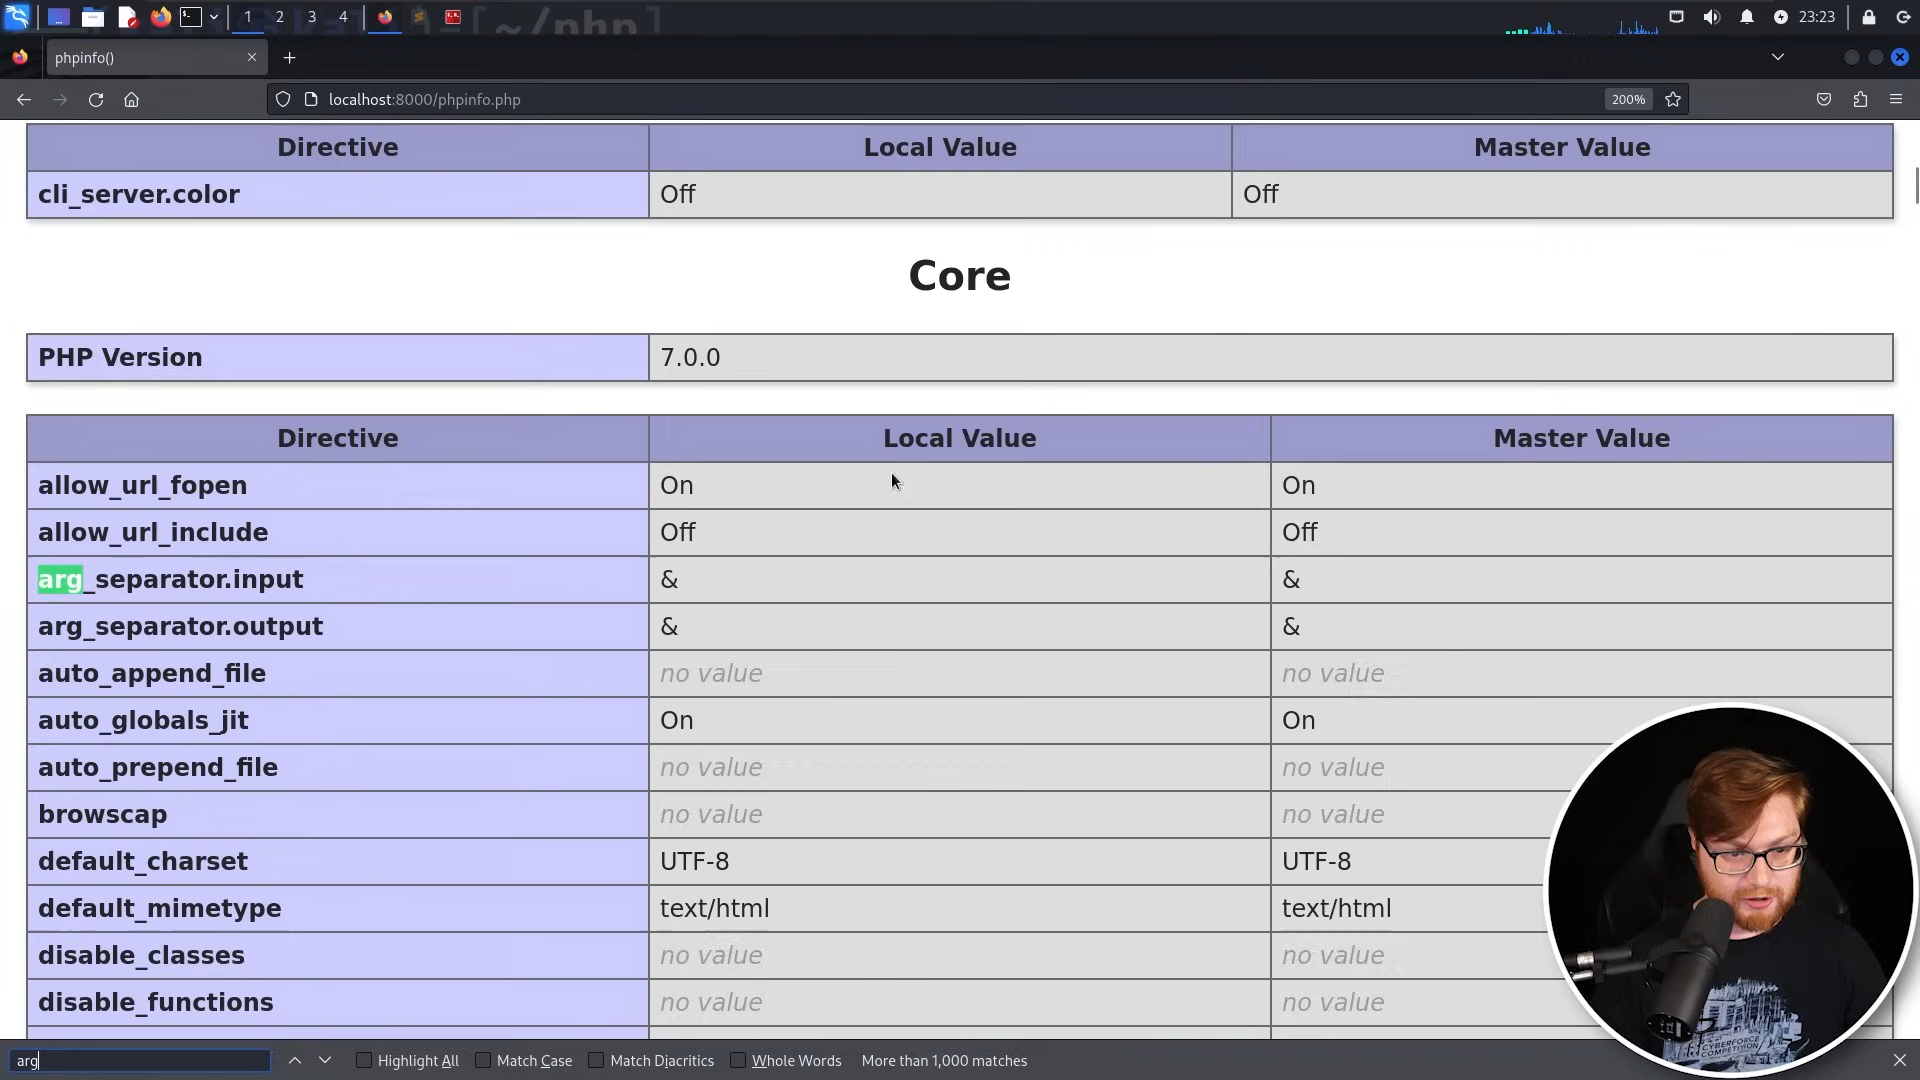 1 2 3 4 23:23
[~/php]
phpinfo()
localhost:8000/phpinfo.php 200%
Directive Local Value Master Value
cli_server.color Off Off
Core
PHP Version 7.0.0
Directive Local Value Master Value
allow_url_fopen On On
allow_url_include Off Off
arg_separator.input & &
arg_separator.output & &
auto_append_file no value no value
auto_globals_jit On On
auto_prepend_file no value no value
browscap no value no value
default_charset UTF-8 UTF-8
default_mimetype text/html text/html
disable_classes no value no value
disable_functions no value no value
CYBERFORCE
COMPETITION
arg Highlight All Match Case Match Diacritics Whole Words More than 1,000 matches